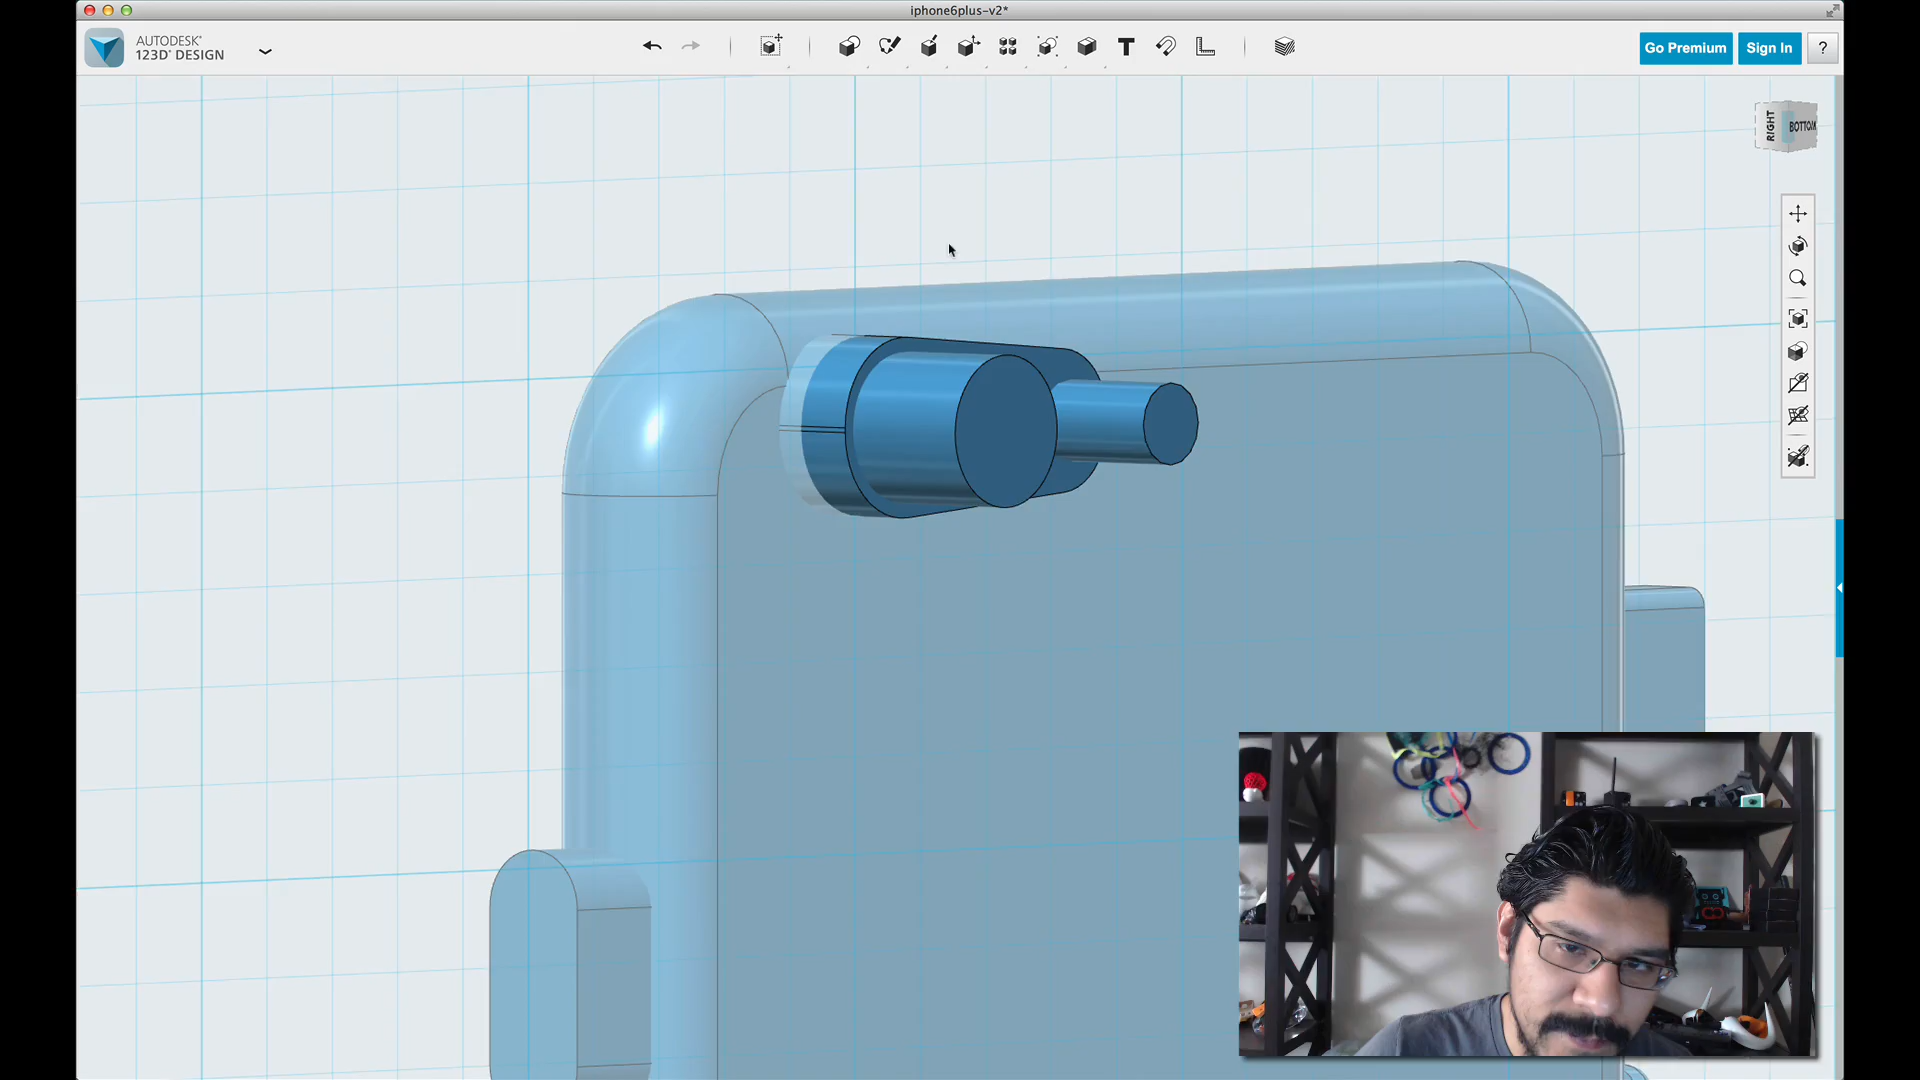 iphone6plus-v2*
AUTODESK®
123D® DESIGN
T
Go Premium
Sign In
?
RIGHT
BOTTOM